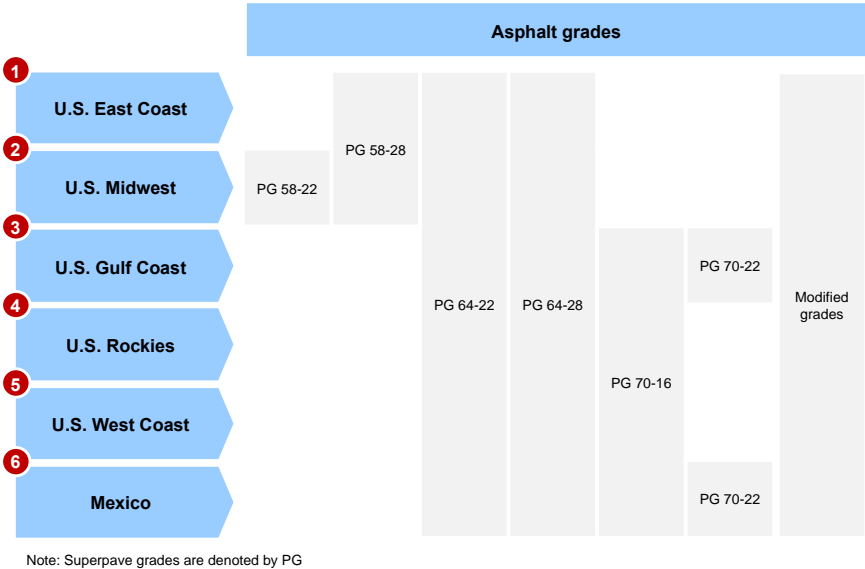 Asphalt grades
1
U.S. East Coast
2
U.S. Midwest
3
U.S. Gulf Coast
4
U.S. Rockies
5
U.S. West Coast
6
Mexico
PG 58-22
PG 58-28
PG 64-22
PG 64-28
PG 70-16
PG 70-22
PG 70-22
Modified
grades
Note: Superpave grades are denoted by PG